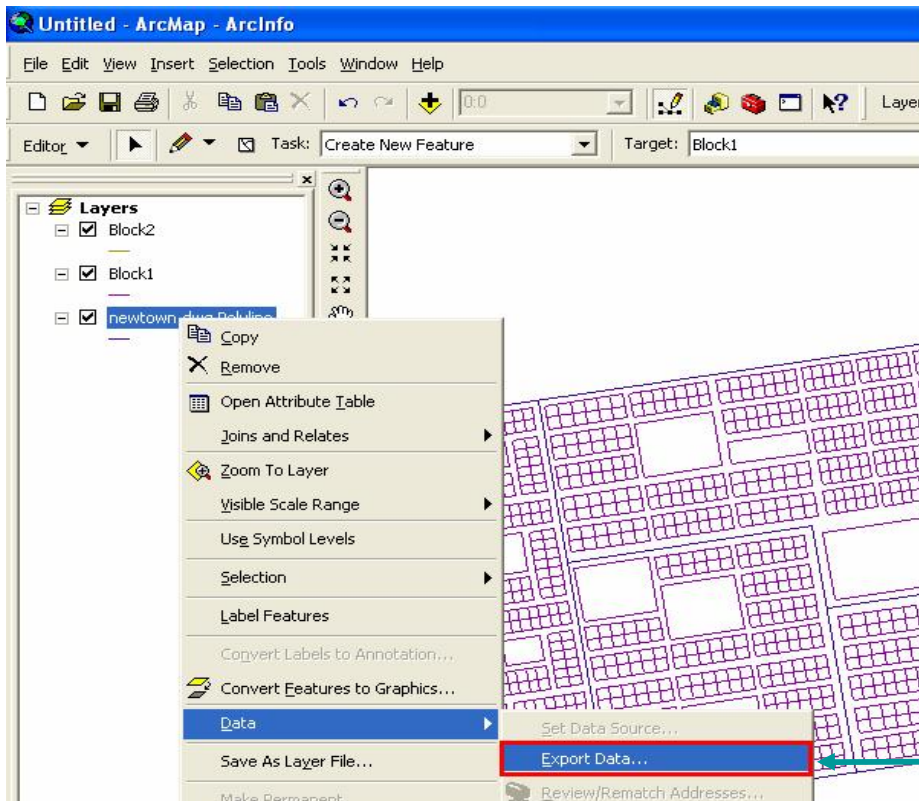 Untitled - ArcMap - ArcInfo
File Edit View Insert Selection Tools Window Help
0:0
Layer
Editor Task: Create New Feature Target: Block1
Layers
Block2
Block1
newtown.dwg Polyline
Copy
Remove
Open Attribute Table
Joins and Relates
Zoom To Layer
Visible Scale Range
Use Symbol Levels
Selection
Label Features
Convert Labels to Annotation...
Convert Features to Graphics...
Data
Set Data Source...
Save As Layer File...
Export Data...
Make Permanent
Review/Rematch Addresses...